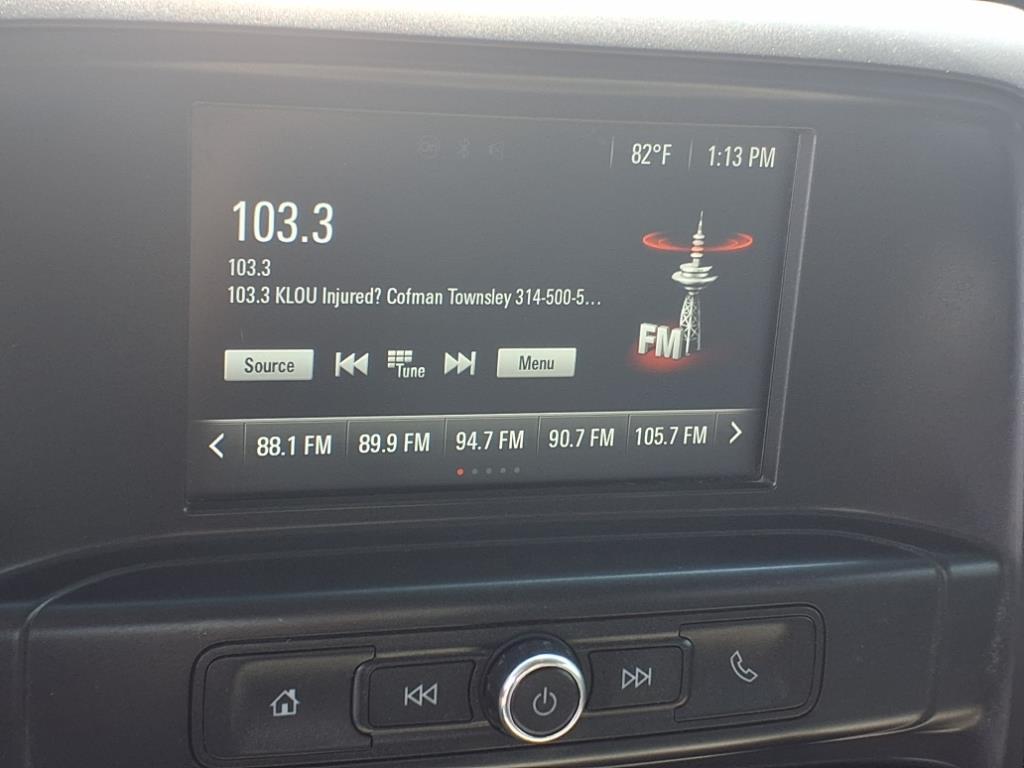 82°F 1:13 PM
103.3
103.3
103.3 KLOU Injured? Cofman Townsley 314-500-5...
FM
Source Tune Menu
88.1 FM 89.9 FM 94.7 FM 90.7 FM 105.7 FM